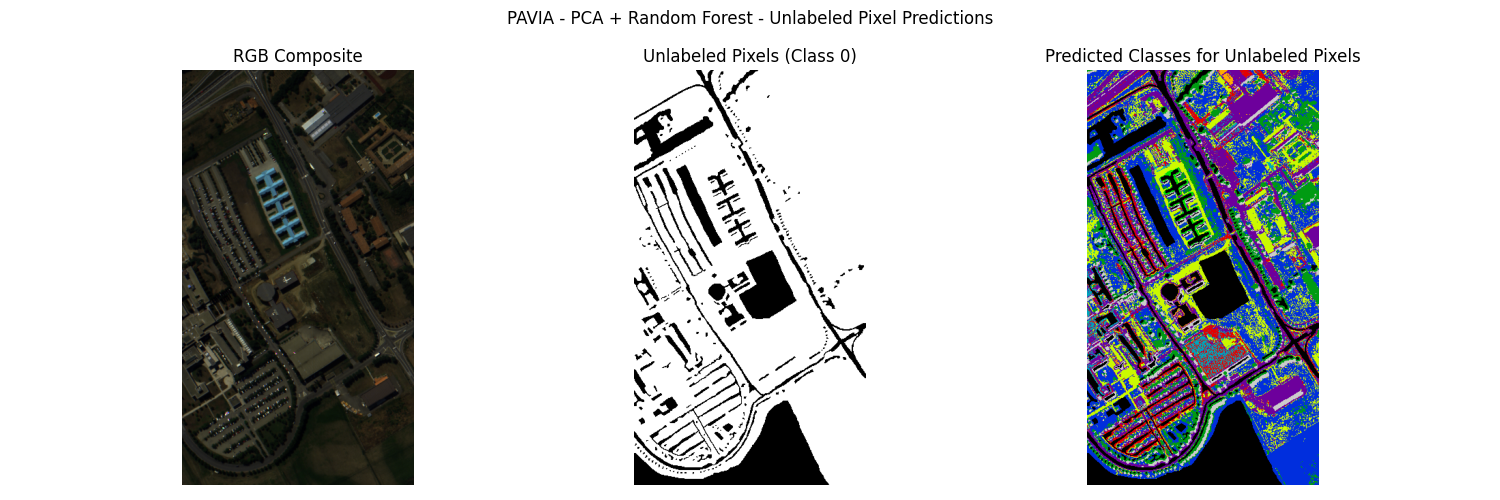 PAVIA - PCA + Random Forest - Unlabeled Pixel Predictions
RGB Composite
Unlabeled Pixels (Class 0)
Predicted Classes for Unlabeled Pixels